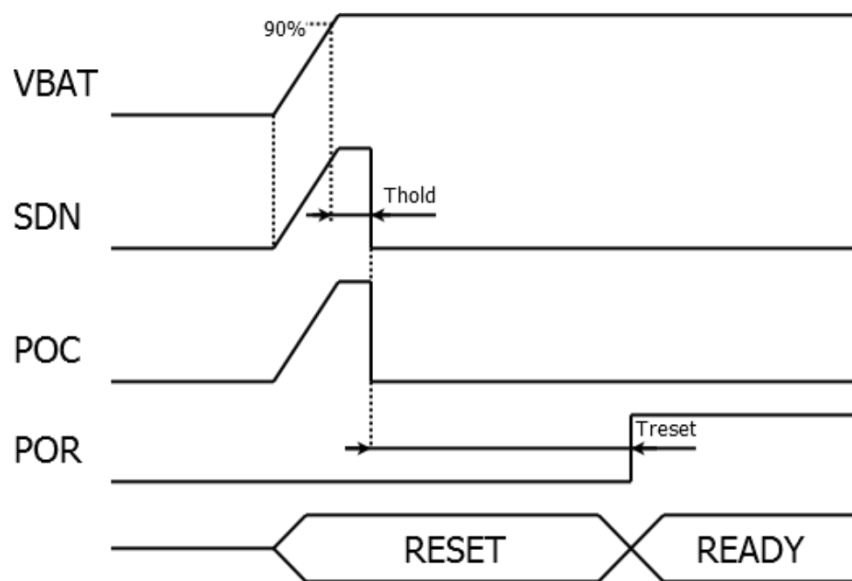 90%
VBAT
Thold
SDN
POC
Treset
POR
RESET READY